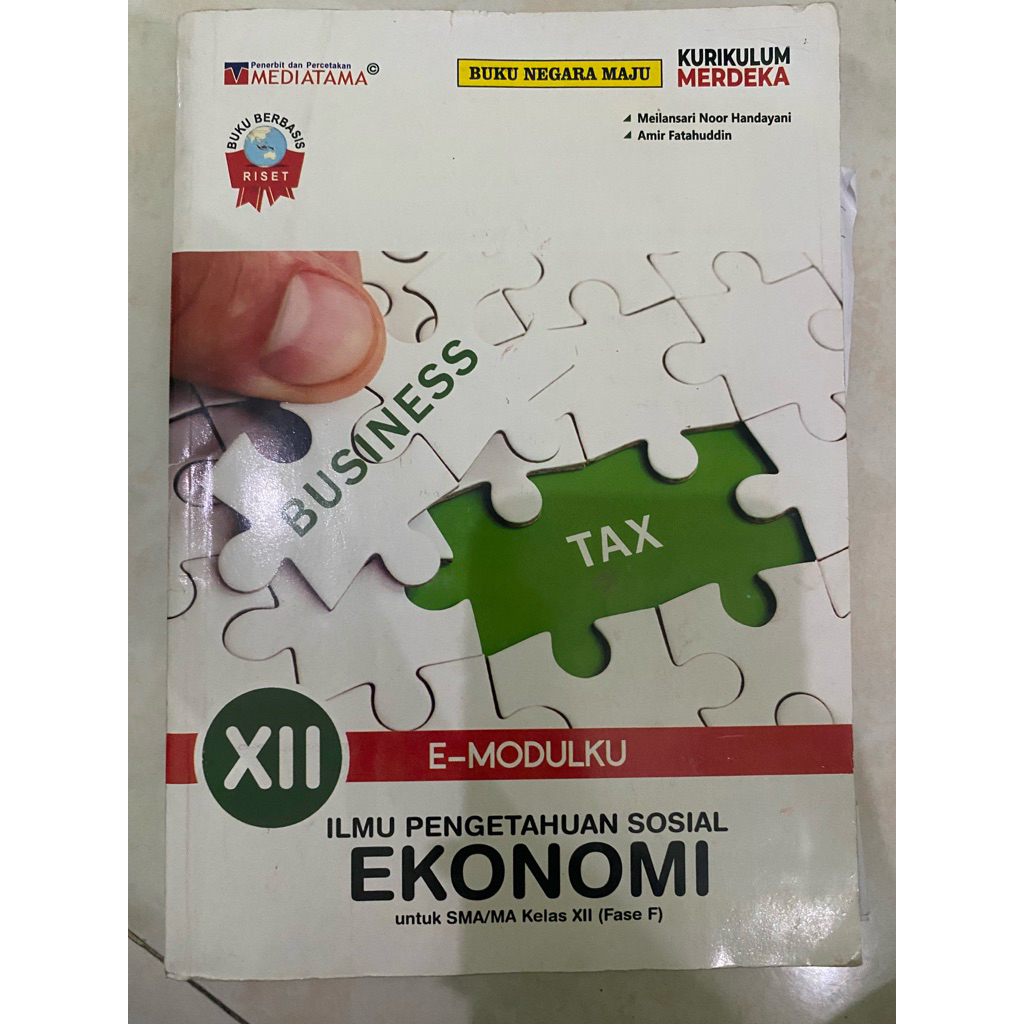 Penerbit dan Percetakan
MEDIATAMA©
BUKU NEGARA MAJU
KURIKULUM
MERDEKA
Meilansari Noor Handayani
Amir Fatahuddin
BUKU BERBASIS
RISET
BUSINESS
TAX
XII
E-MODULKU
ILMU PENGETAHUAN SOSIAL
EKONOMI
untuk SMA/MA Kelas XII (Fase F)